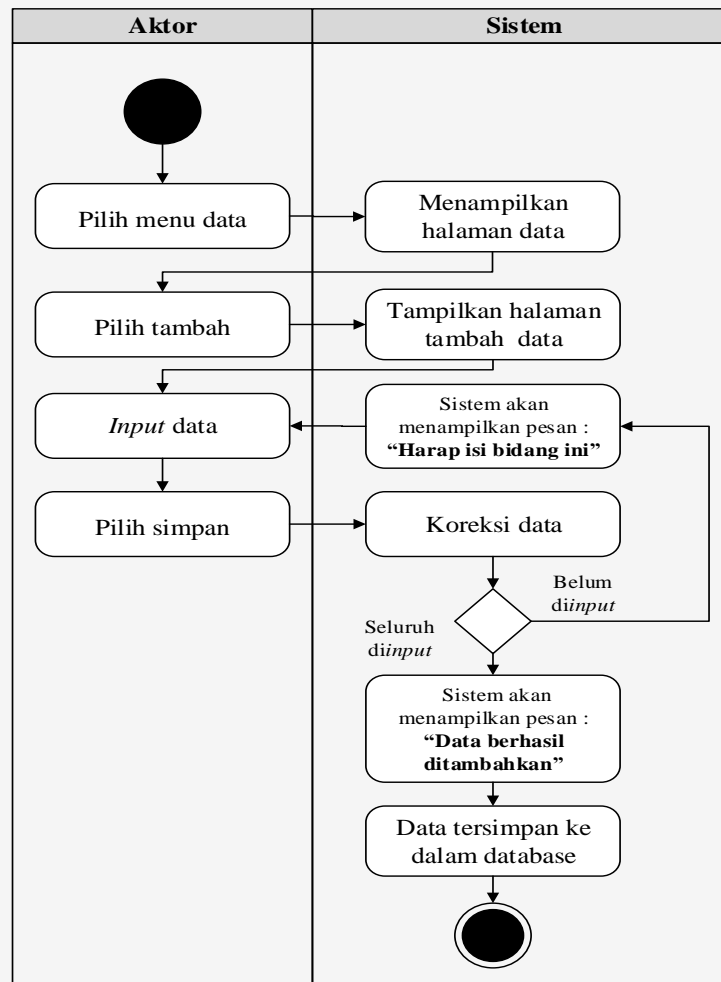 Aktor
Sistem
Pilih menu data
Menampilkan
halaman data
Pilih tambah
Tampilkan halaman
tambah data
Input data
Sistem akan
menampilkan pesan :
“Harap isi bidang ini”
Pilih simpan
Koreksi data
Belum
diinput
Seluruh
diinput
Sistem akan
menampilkan pesan :
“Data berhasil
ditambahkan”
Data tersimpan ke
dalam database